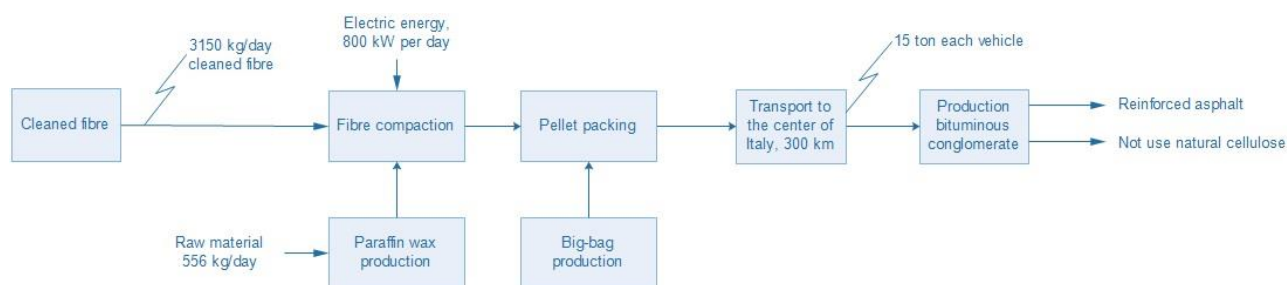 Electric energy,
800 kW per day
3150 kg/day
cleaned fibre
15 ton each vehicle
Cleaned fibre
Fibre compaction
Pellet packing
Transport to
the center of
Italy, 300 km
Production
bituminous
conglomerate
Reinforced asphalt
Not use natural cellulose
Raw material
556 kg/day
Paraffin wax
production
Big-bag
production